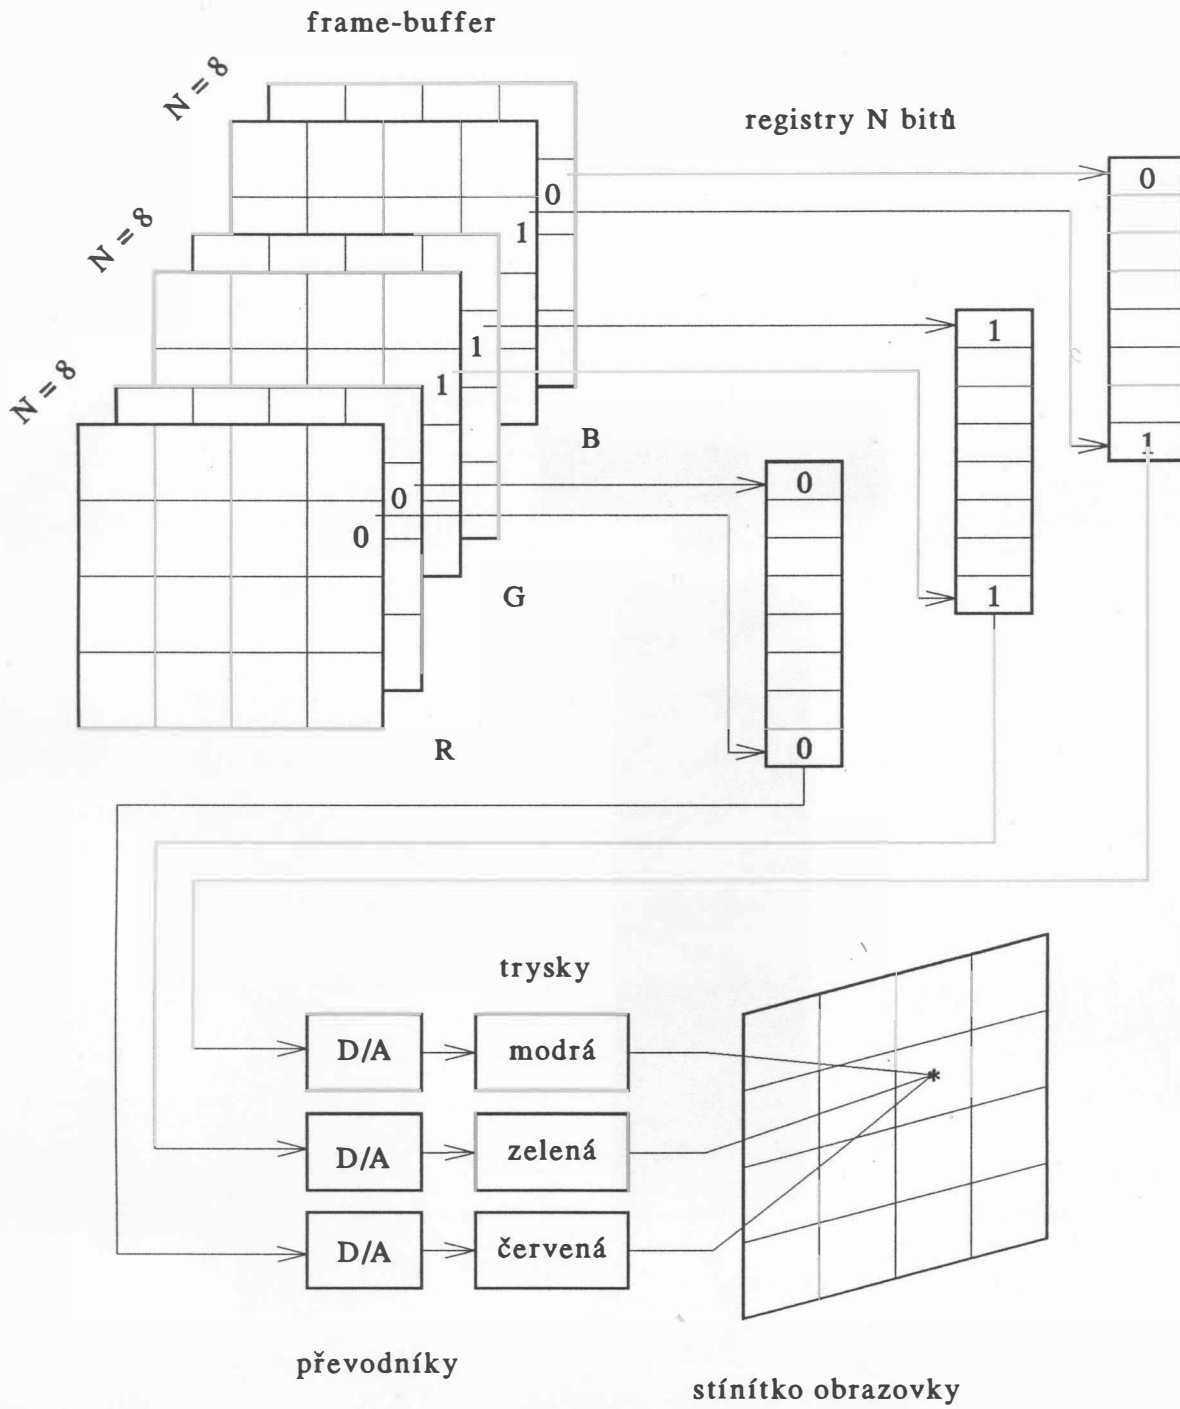 frame-buffer
N = 8
registry N bitů
0
0
1
N = 8
1
1
1
N = 8
1
B
1
0
0
0
1
G
0
R
trysky
D/A
modrá
D/A
zelená
D/A
červená
převodníky
stínítko obrazovky